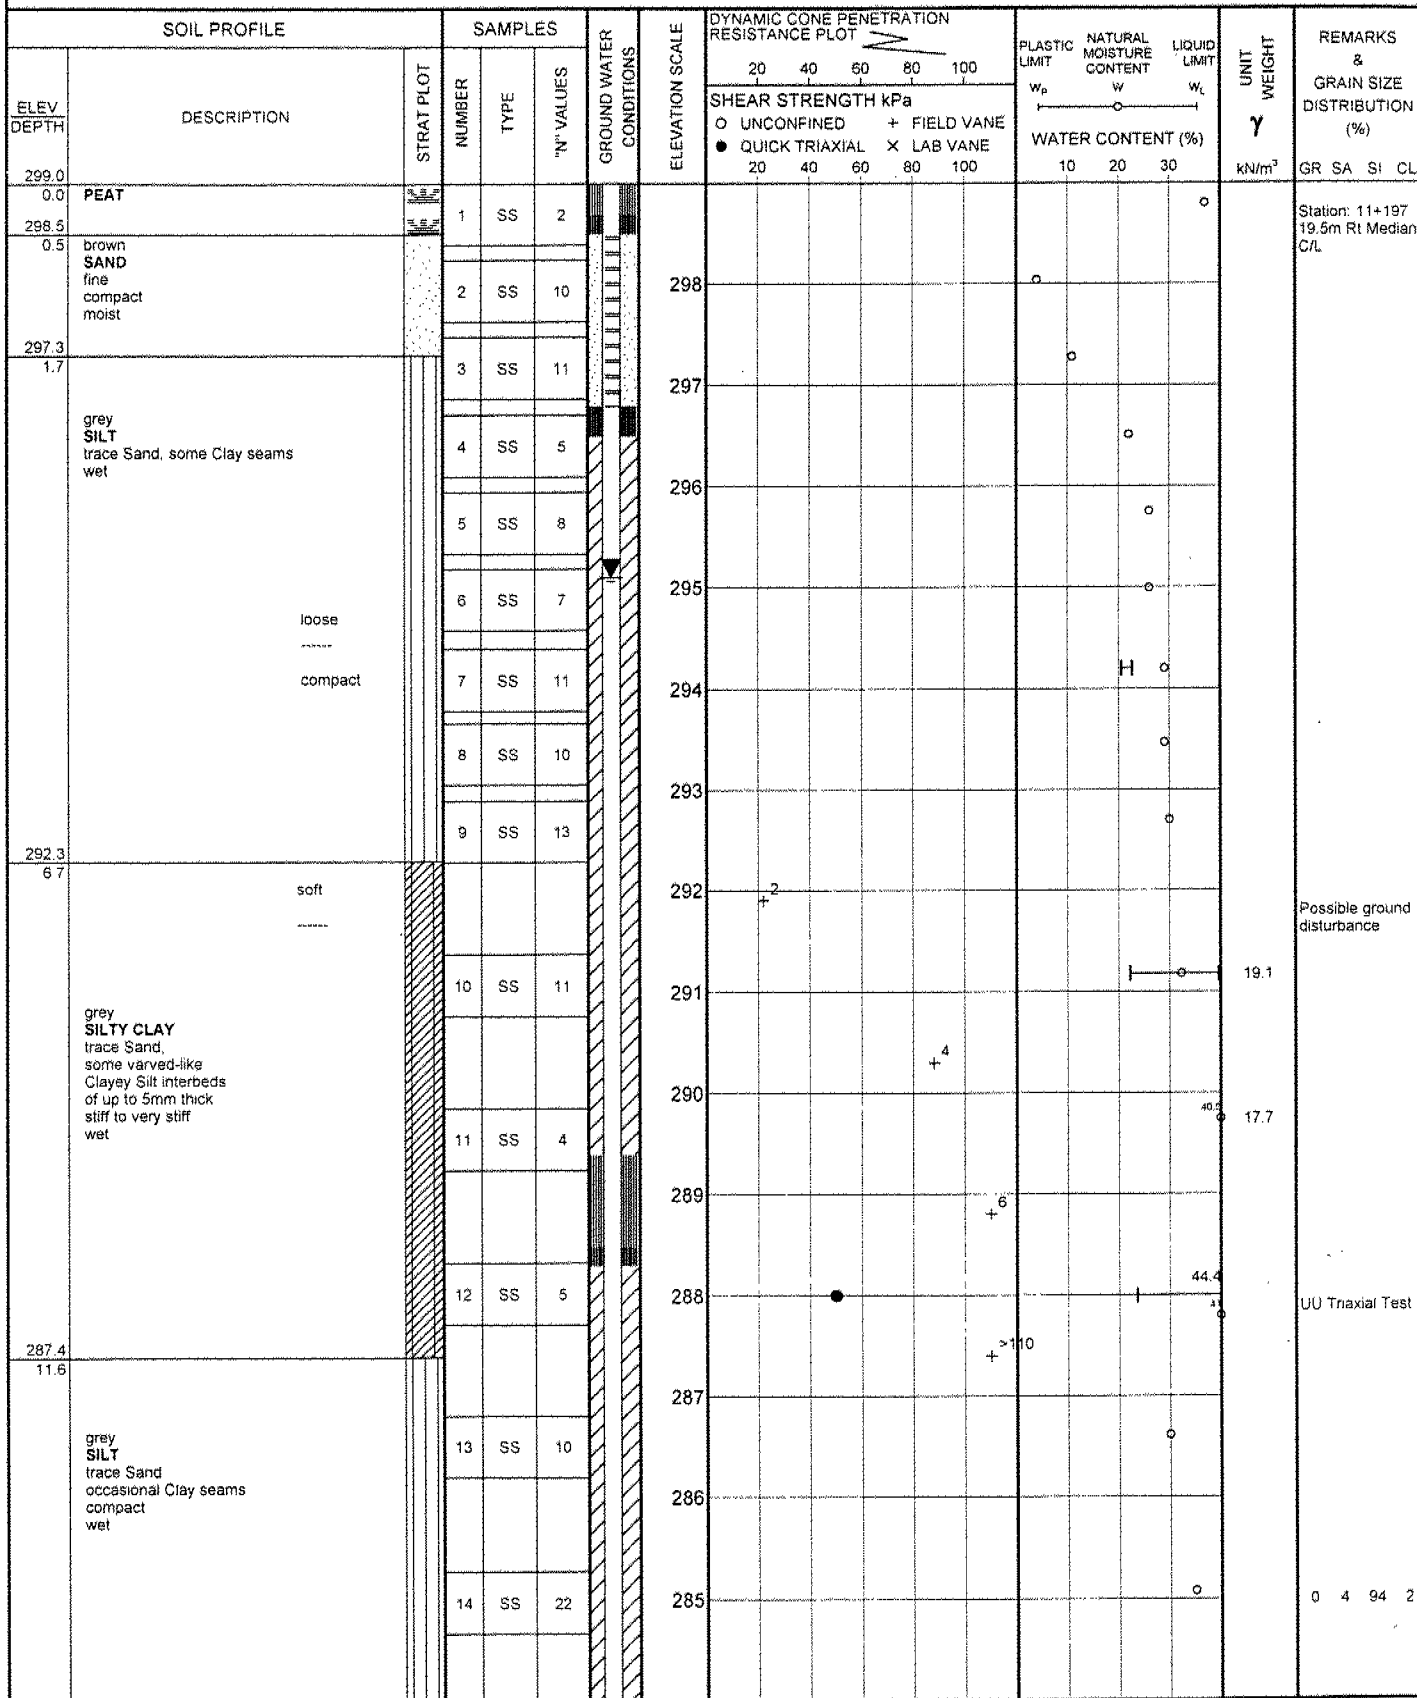 SOIL PROFILE
SAMPLES
ELEV
DEPTH
DESCRIPTION
STRAT PLOT
NUMBER
TYPE
"N" VALUES
GROUND WATER
CONDITIONS
ELEVATION SCALE
DYNAMIC CONE PENETRATION
RESISTANCE PLOT
20 40 60 80 100
SHEAR STRENGTH kPa
O UNCONFINED + FIELD VANE
● QUICK TRIAXIAL × LAB VANE
20 40 60 80 100
PLASTIC
LIMIT
NATURAL
MOISTURE
CONTENT
LIQUID
LIMIT
WP W WL
WATER CONTENT (%)
10 20 30
UNIT
WEIGHT
γ
kN/m³
REMARKS
&
GRAIN SIZE
DISTRIBUTION
(%)
GR SA SI CL
299.0
0.0 PEAT
1 SS 2
Station: 11+197
19.5m Rt Median
C/L
298.5
0.5 brown
SAND
fine
compact
moist
2 SS 10
298
297.3
1.7
3 SS 11
297
grey
SILT
trace Sand, some Clay seams
wet
4 SS 5
296
5 SS 8
295
6 SS 7
loose
------
compact
7 SS 11
294
8 SS 10
293
9 SS 13
292.3
6.7
soft
------
292
2
Possible ground
disturbance
19.1
10 SS 11
291
grey
SILTY CLAY
trace Sand,
some varved-like
Clayey Silt interbeds
of up to 5mm thick
stiff to very stiff
wet
4
290
17.7
11 SS 4
289
6
44.4
12 SS 5
288
UU Triaxial Test
>110
287.4
11.6
287
grey
SILT
trace Sand
occasional Clay seams
compact
wet
13 SS 10
286
14 SS 22
285
0 4 94 2